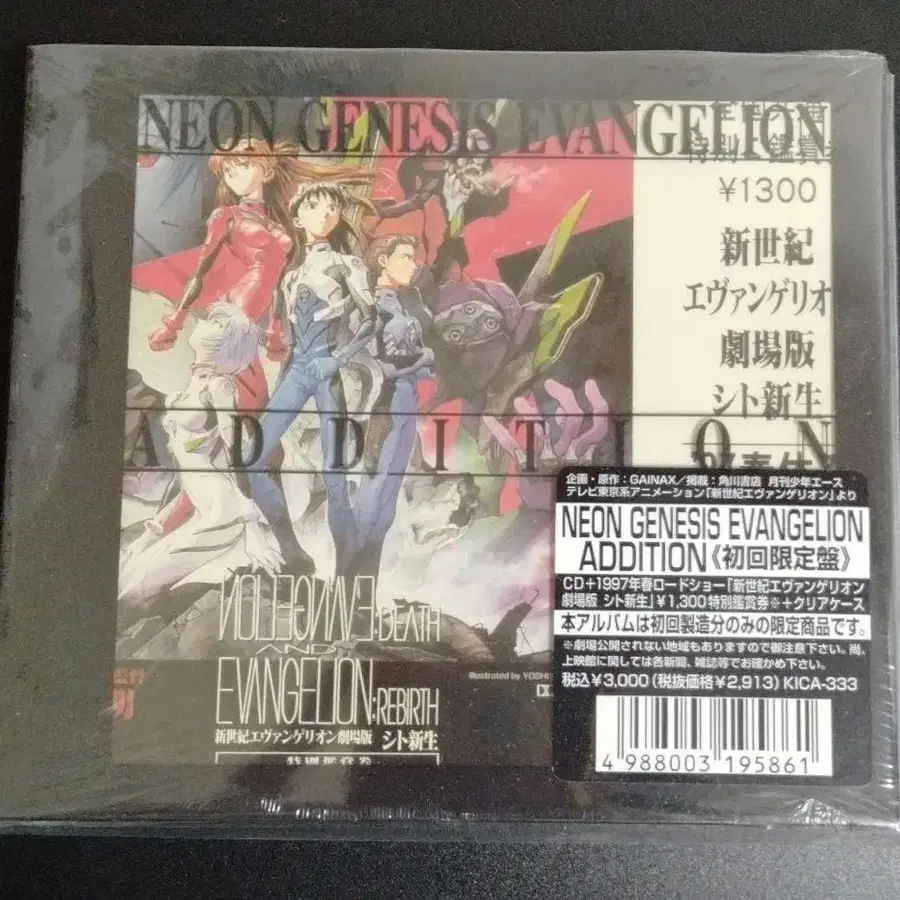 NEON GENESIS EVANGELION
特別 鑑賞
¥1300
新世紀
エヴァンゲリオ
劇場版
シト新生
ADDITION
EVANGELION:DEATH
AND
EVANGELION:REBIRTH
新世紀エヴァンゲリオン劇場版 シト新生
特別鑑賞券
Illustrated by YOSHI
企画・原作:GAINAX/掲載:角川書店 月刊少年エース
テレビ東京系アニメーション「新世紀エヴァンゲリオン」より
NEON GENESIS EVANGELION
ADDITION《初回限定盤》
CD+1997年春ロードショー「新世紀エヴァンゲリオン
劇場版 シト新生」¥1,300特別鑑賞券※+クリアケース
本アルバムは初回製造分のみの限定商品です。
※劇場公開されない地域もありますので御注意下さい。尚、
上映館に関しては各新聞、雑誌等でお確かめ下さい。
税込¥3,000(税抜価格¥2,913) KICA-333
4 988003 195861